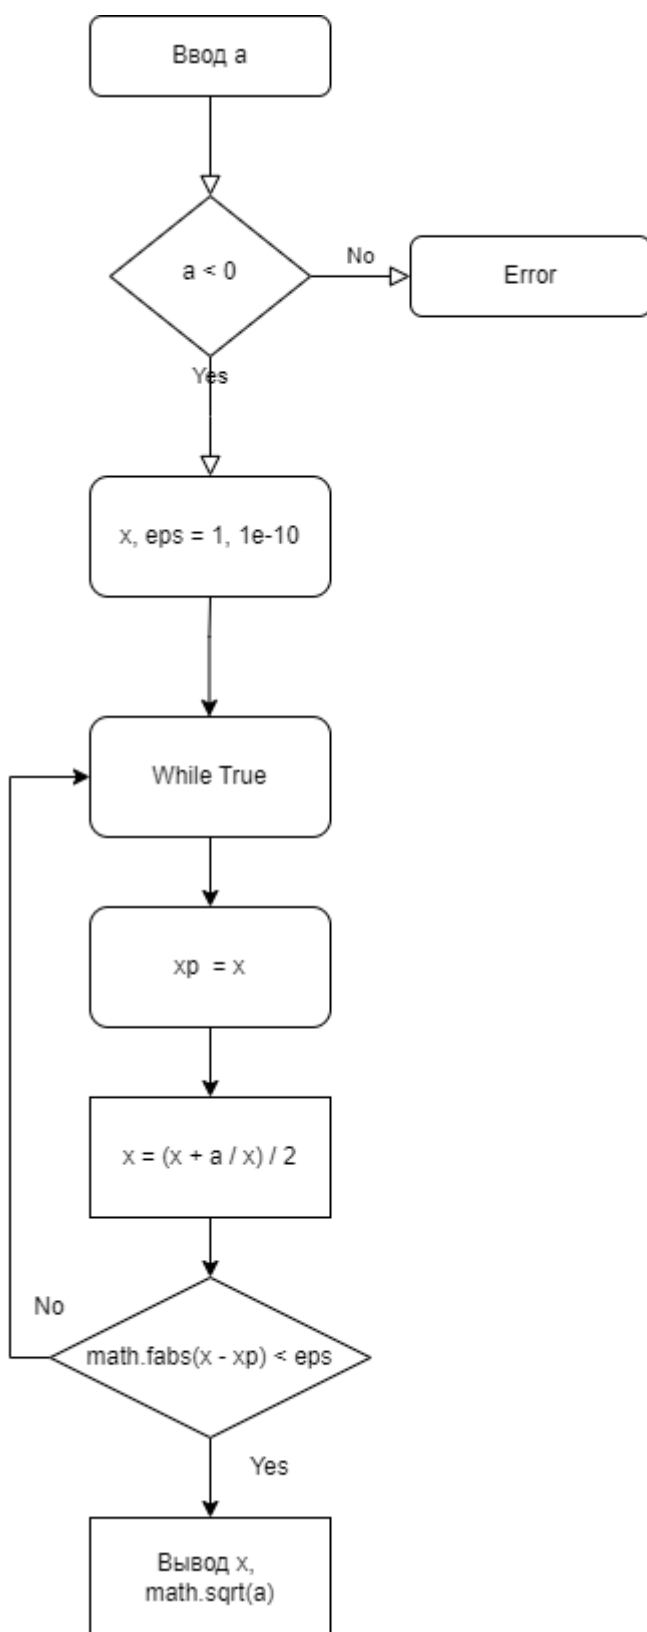 Ввод a
a < 0
No
Error
Yes
x, eps = 1, 1e-10
While True
xp = x
x = (x + a / x) / 2
No
math.fabs(x - xp) < eps
Yes
Вывод x,
math.sqrt(a)